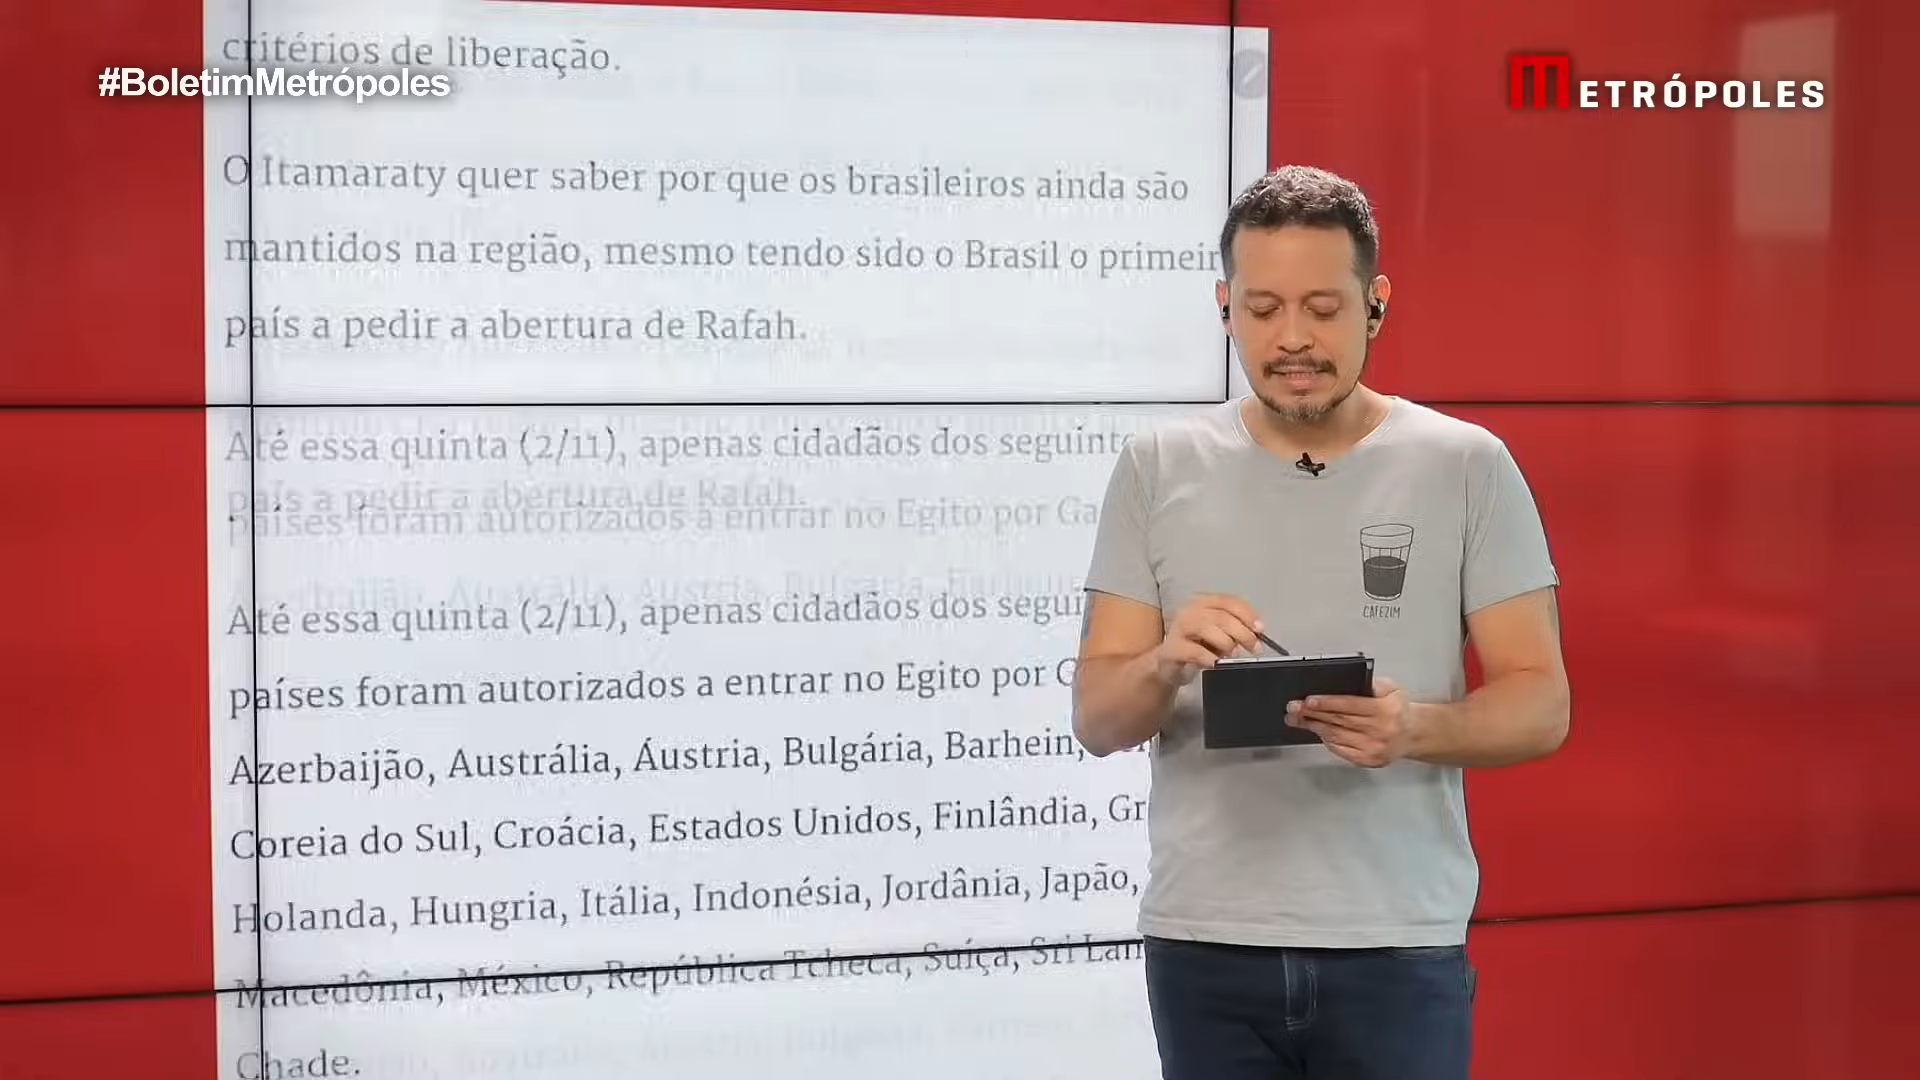 critérios de liberação.
#BoletimMetrópoles
METRÓPOLES
O Itamaraty quer saber por que os brasileiros ainda são
mantidos na região, mesmo tendo sido o Brasil o primeir
país a pedir a abertura de Rafah.
Até essa quinta (2/11), apenas cidadãos dos seguint
país a pedir a abertura de Rafah.
países foram autorizados a entrar no Egito por Ga
Até essa quinta (2/11), apenas cidadãos dos segui
países foram autorizados a entrar no Egito por G
Azerbaijão, Austrália, Áustria, Bulgária, Barhein,
Coreia do Sul, Croácia, Estados Unidos, Finlândia, Gr
Holanda, Hungria, Itália, Indonésia, Jordânia, Japão,
Macedônia, México, República Tcheca, Suíça, Sri Lan
Chade.
CAFEZIM